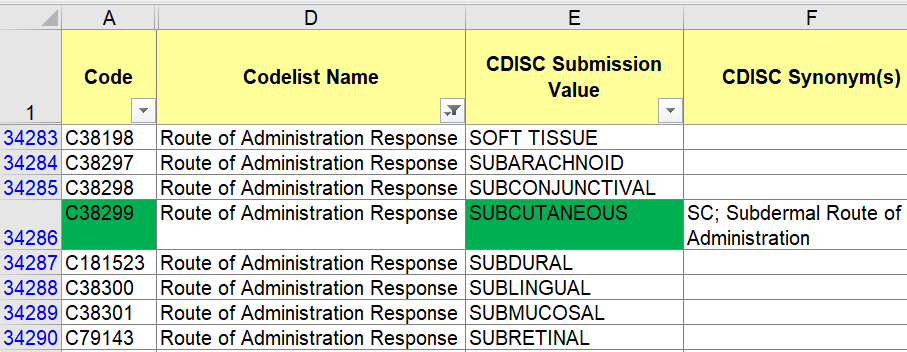 A D E F
1 Code Codelist Name CDISC Submission Value CDISC Synonym(s)
34283 C38198 Route of Administration Response SOFT TISSUE
34284 C38297 Route of Administration Response SUBARACHNOID
34285 C38298 Route of Administration Response SUBCONJUNCTIVAL
34286 C38299 Route of Administration Response SUBCUTANEOUS SC; Subdermal Route of Administration
34287 C181523 Route of Administration Response SUBDURAL
34288 C38300 Route of Administration Response SUBLINGUAL
34289 C38301 Route of Administration Response SUBMUCOSAL
34290 C79143 Route of Administration Response SUBRETINAL